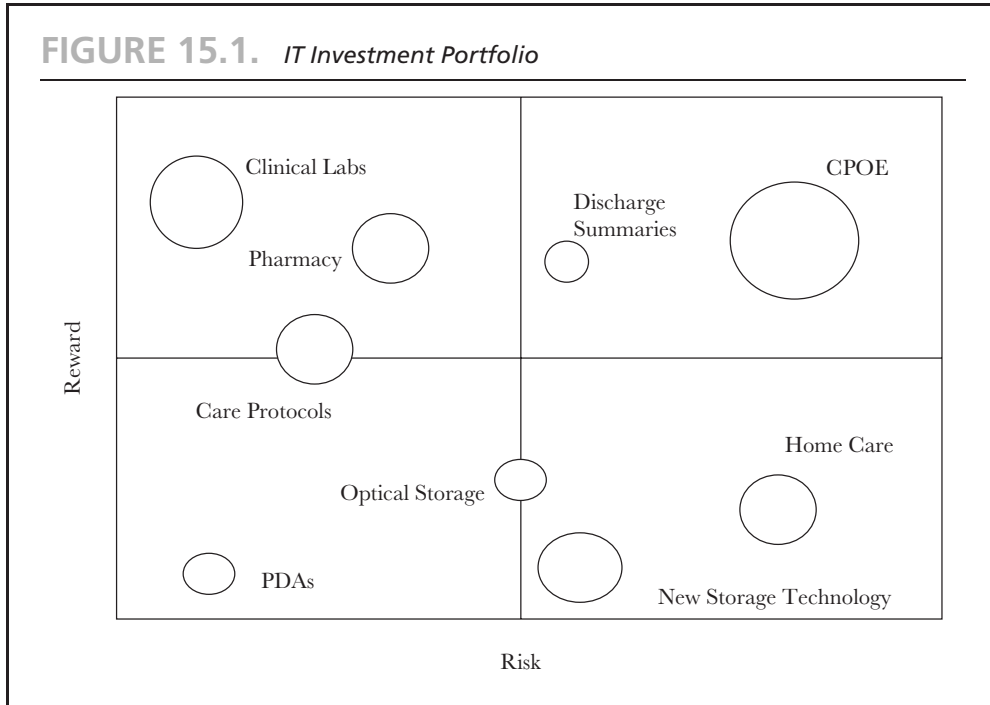 FIGURE 15.1. IT Investment Portfolio
Clinical Labs
CPOE
Discharge
Summaries
Pharmacy
Reward
Care Protocols
Home Care
Optical Storage
PDAs
New Storage Technology
Risk